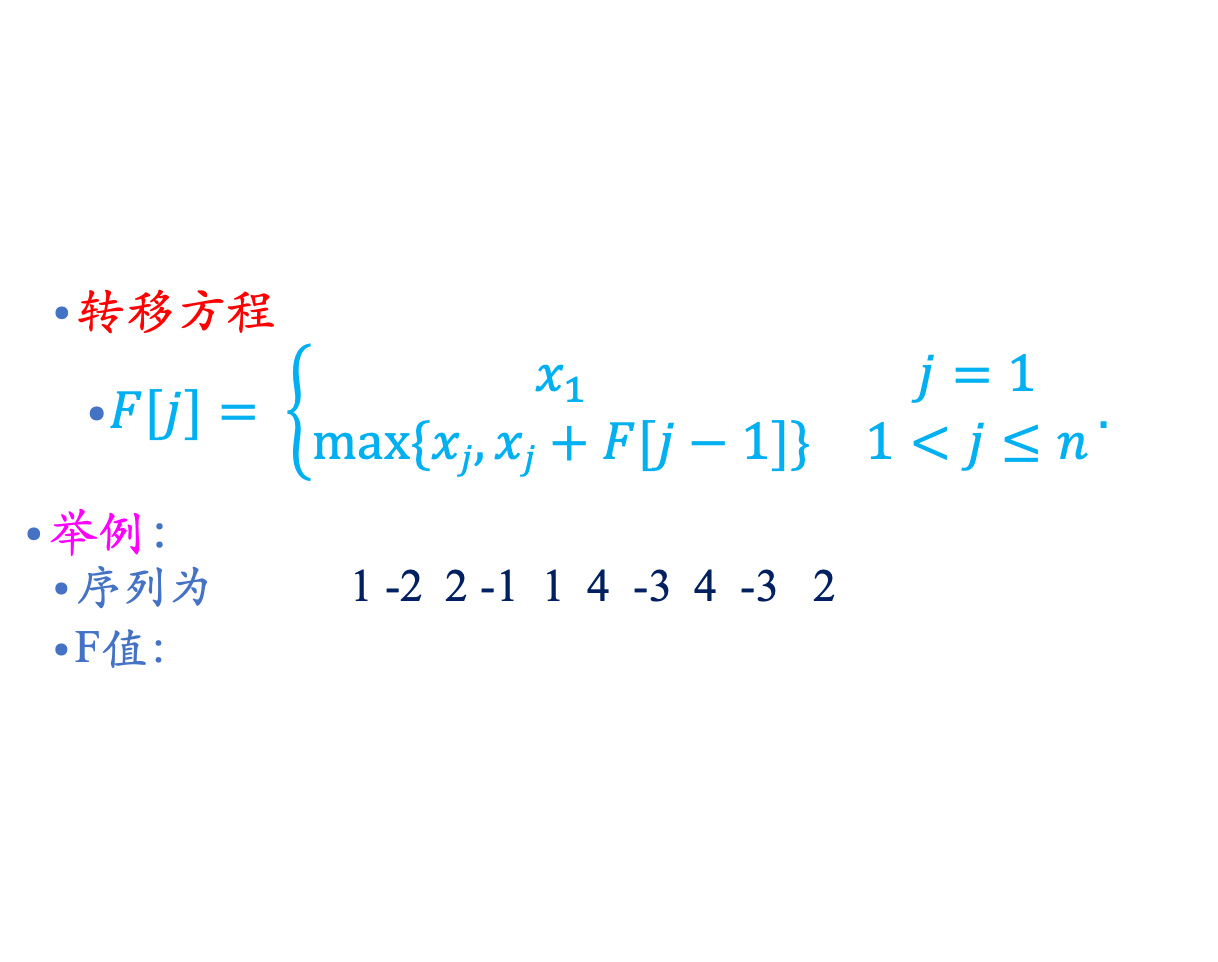 •转移方程
•F[j] = { x₁ j = 1
max{xⱼ, xⱼ + F[j − 1]} 1 < j ≤ n .
•举例:
•序列为 1 -2 2 -1 1 4 -3 4 -3 2
•F值: